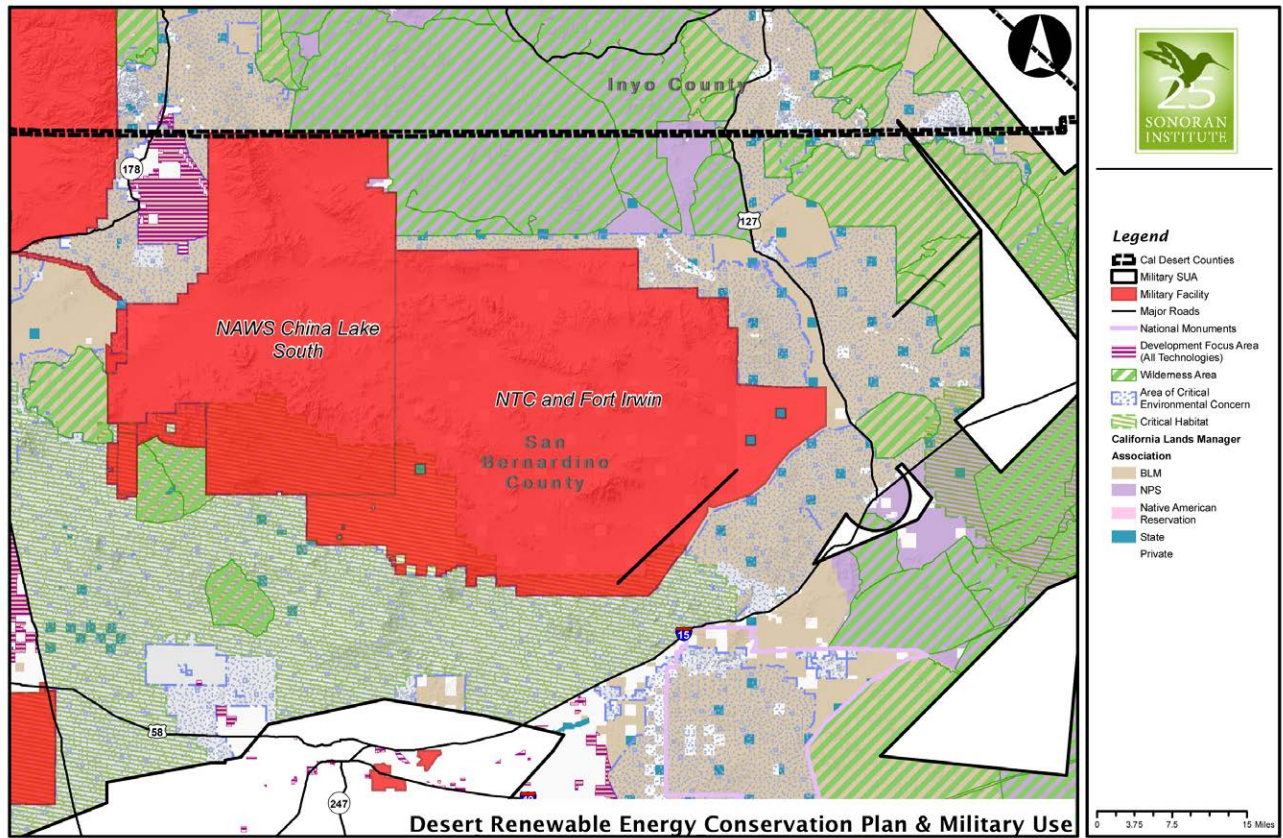 Inyo County
178
127
NAWS China Lake
South
NTC and Fort Irwin
San
Bernardino
County
15
58
247
Desert Renewable Energy Conservation Plan & Military Use
25
SONORAN
INSTITUTE
Legend
Cal Desert Counties
Military SUA
Military Facility
Major Roads
National Monuments
Development Focus Area
(All Technologies)
Wilderness Area
Area of Critical
Environmental Concern
Critical Habitat
California Lands Manager
Association
BLM
NPS
Native American
Reservation
State
Private
0 3.75 7.5 15 Miles